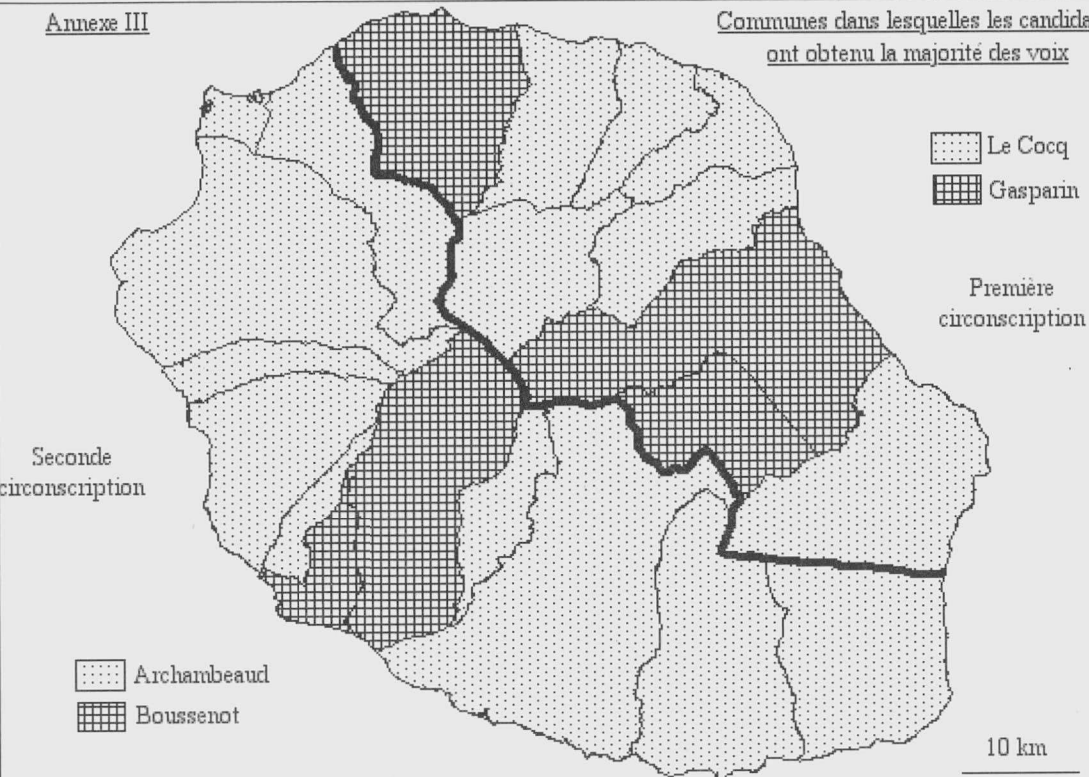 Annexe III
Communes dans lesquelles les candida
ont obtenu la majorité des voix
Le Cocq
Gasparin
Première
circonscription
Seconde
circonscription
Archambeaud
Boussenot
10 km